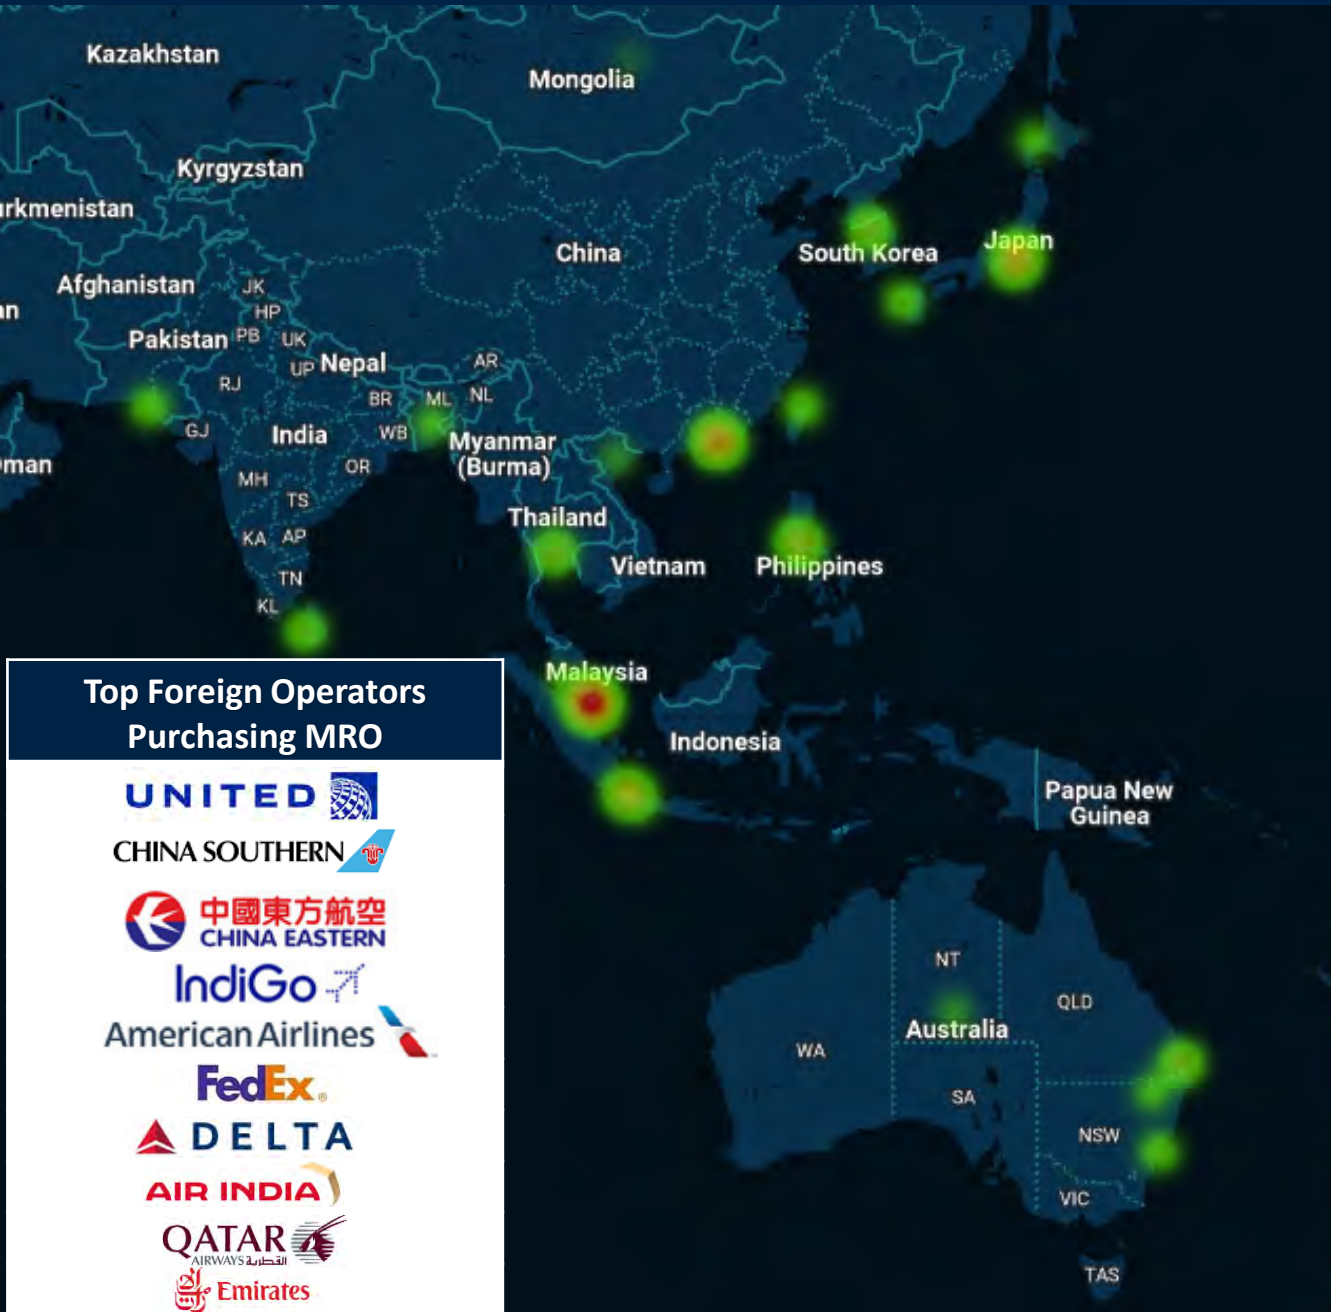 Kazakhstan
Mongolia
Kyrgyzstan
urkmenistan
China
South Korea
Japan
Afghanistan
JK
HP
an
Pakistan
PB
UK
UP
Nepal
AR
RJ
BR
ML
NL
GJ
India
WB
Myanmar
(Burma)
Oman
OR
MH
TS
Thailand
KA
AP
Vietnam
Philippines
TN
KL
Malaysia
Indonesia
Papua New
Guinea
NT
QLD
Australia
WA
SA
NSW
VIC
TAS
Top Foreign Operators
Purchasing MRO
UNITED
CHINA SOUTHERN
中國東方航空
CHINA EASTERN
IndiGo
American Airlines
FedEx®
DELTA
AIR INDIA
QATAR
AIRWAYS القطرية
Emirates